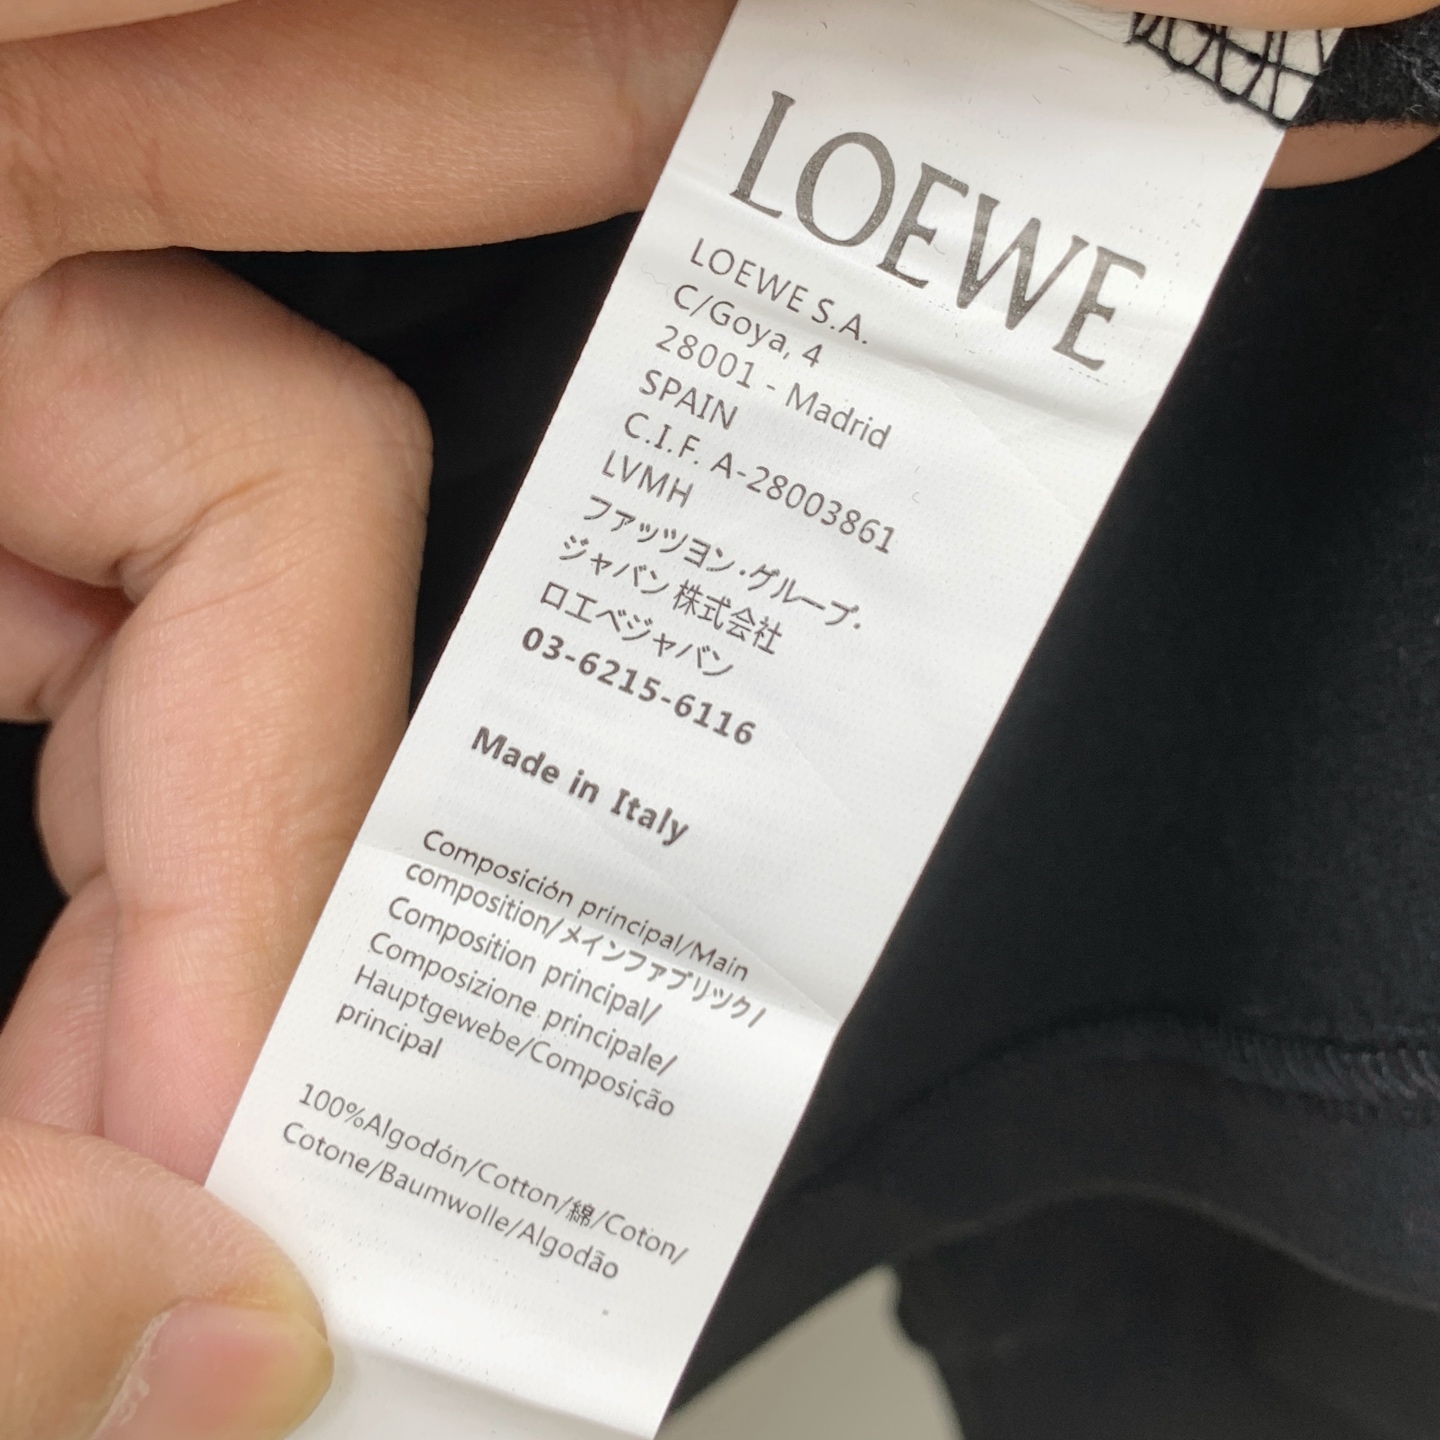 LOEWE
LOEWE S.A.
C/Goya, 4
28001 - Madrid
SPAIN
C.I.F. A-28003861
LVMH
ファッツヨン・グループ・
ジャバン 株式会社
ロエベジャバン
03-6215-6116
Made in Italy
Composición principal/Main
composition/メインファブリツク/
Composition principal/
Composizione principale/
Hauptgewebe/Composição
principal
100%Algodón/Cotton/綿/Coton/
Cotone/Baumwolle/Algodão